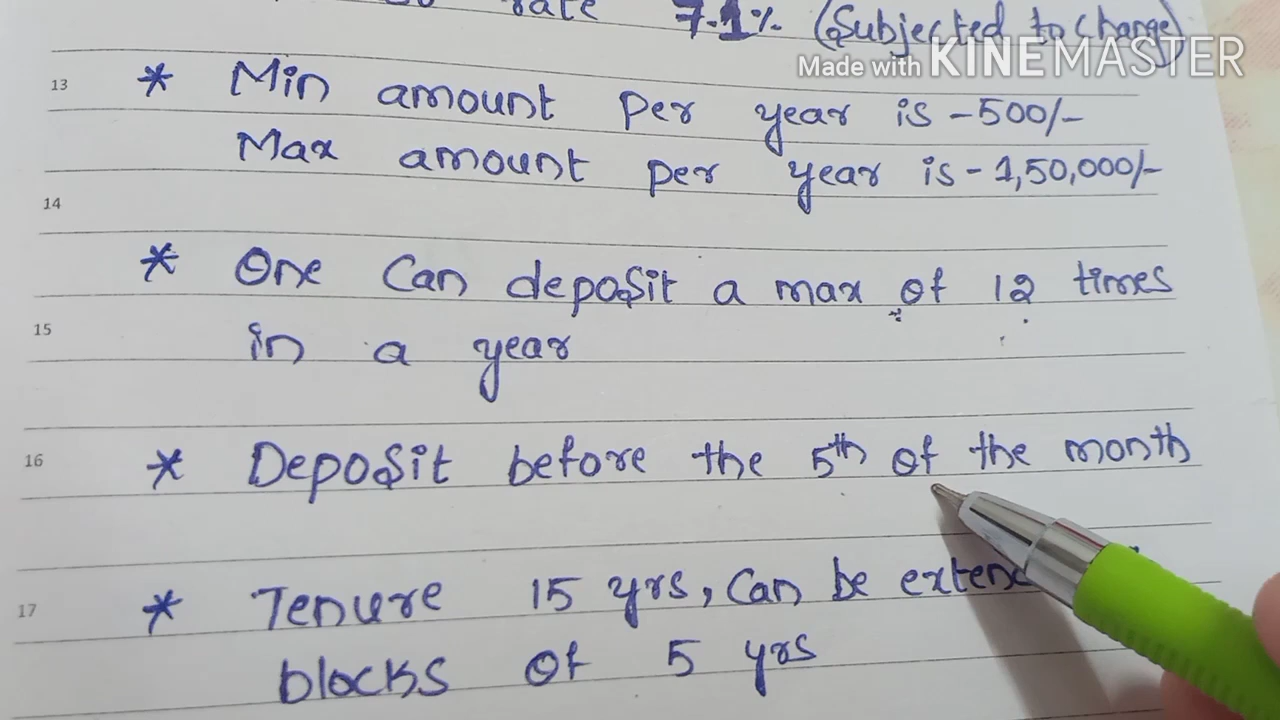 rate 7.1% (Subjected to change)
Made with KINEMASTER
13 * Min amount per year is - 500/-
Max amount per year is - 1,50,000/-
14
* One can deposit a max of 12 times
15 in a year
16 * Deposit before the 5th of the month
17 * Tenure 15 yrs, can be
blocks of 5 yrs